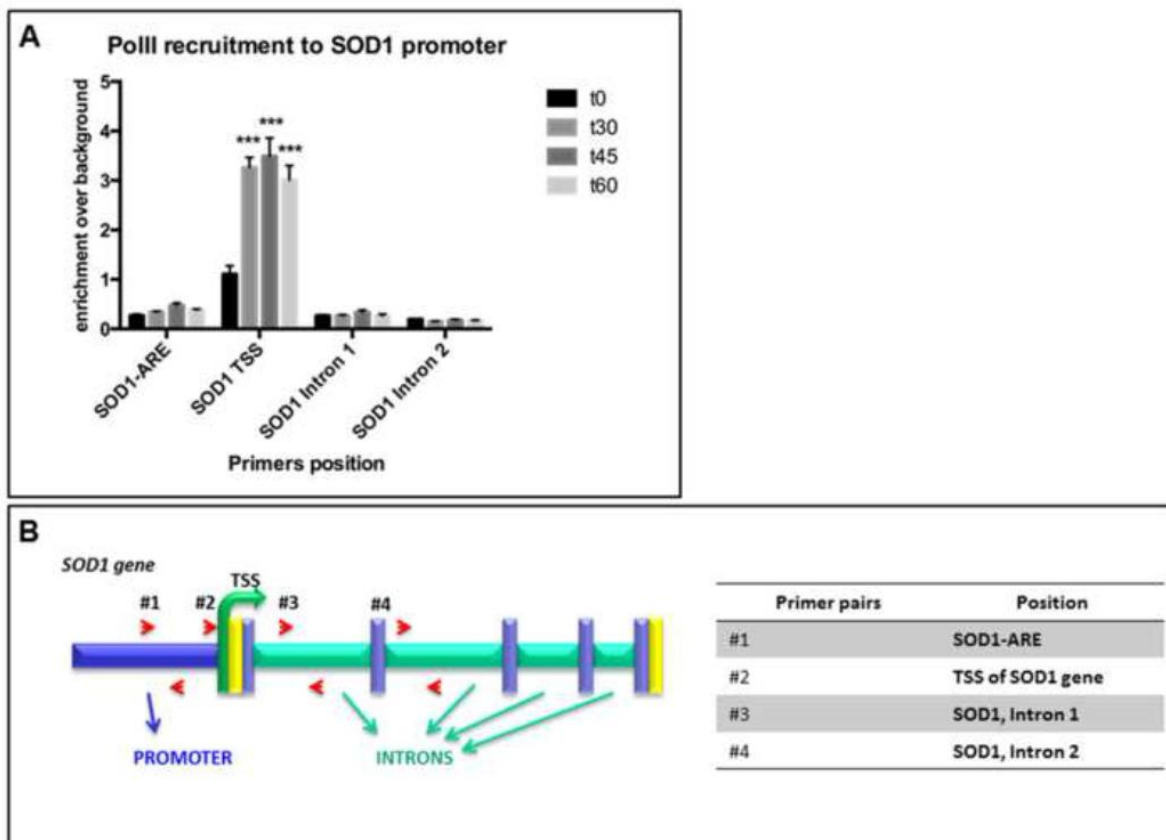 A
PolII recruitment to SOD1 promoter
enrichment over background
5
4
3
2
1
0
***
***
***
t0
t30
t45
t60
SOD1-ARE
SOD1 TSS
SOD1 Intron 1
SOD1 Intron 2
Primers position
B
SOD1 gene
TSS
#1
#2
#3
#4
PROMOTER
INTRONS
Primer pairs Position
#1 SOD1-ARE
#2 TSS of SOD1 gene
#3 SOD1, Intron 1
#4 SOD1, Intron 2